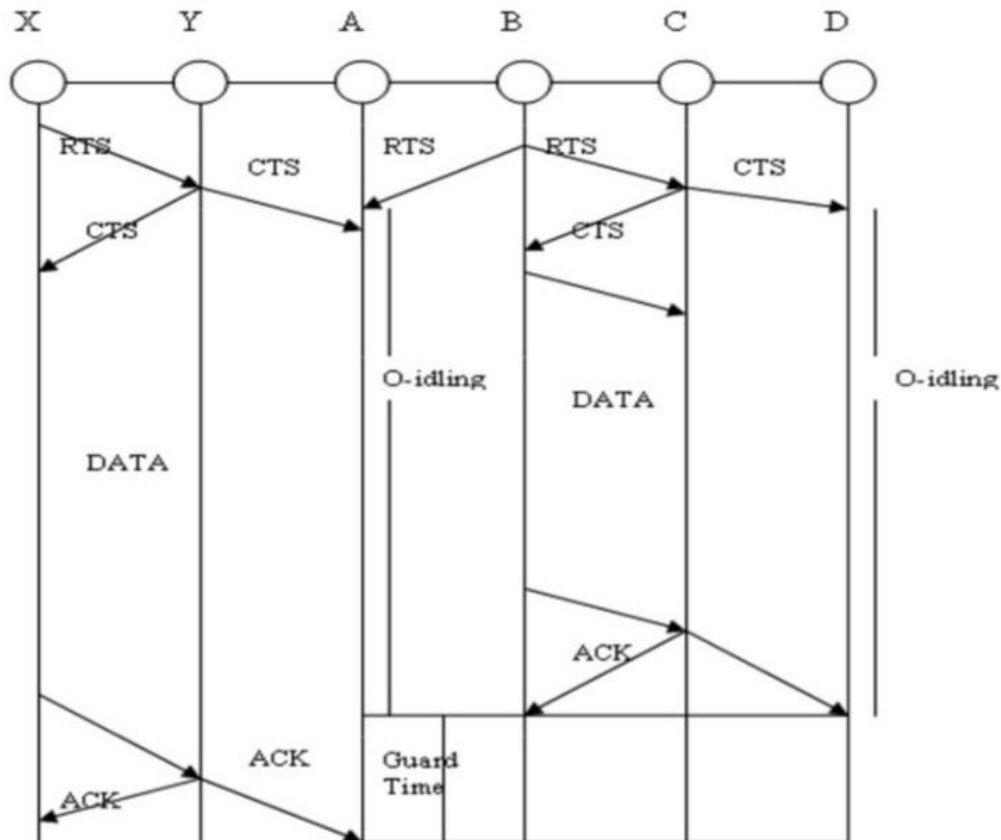 X Y A B C D
RTS RTS RTS
CTS CTS
CTS CTS
O-idling O-idling
DATA
DATA
ACK
ACK Guard
Time
ACK